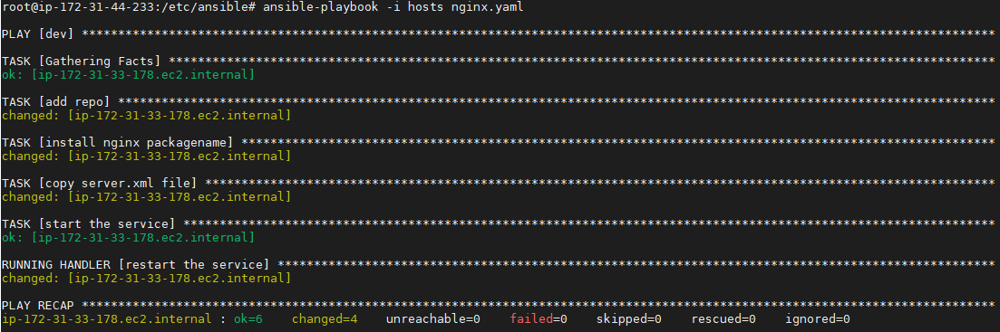 root@ip-172-31-44-233:/etc/ansible# ansible-playbook -i hosts nginx.yaml
PLAY [dev] ******************************************************************************************************************************
TASK [Gathering Facts] ******************************************************************************************************************
ok: [ip-172-31-33-178.ec2.internal]
TASK [add repo] *************************************************************************************************************************
changed: [ip-172-31-33-178.ec2.internal]
TASK [install nginx packagename] ********************************************************************************************************
changed: [ip-172-31-33-178.ec2.internal]
TASK [copy server.xml file] *************************************************************************************************************
changed: [ip-172-31-33-178.ec2.internal]
TASK [start the service] ****************************************************************************************************************
ok: [ip-172-31-33-178.ec2.internal]
RUNNING HANDLER [restart the service] ***************************************************************************************************
changed: [ip-172-31-33-178.ec2.internal]
PLAY RECAP ******************************************************************************************************************************
ip-172-31-33-178.ec2.internal : ok=6    changed=4    unreachable=0    failed=0    skipped=0    rescued=0    ignored=0